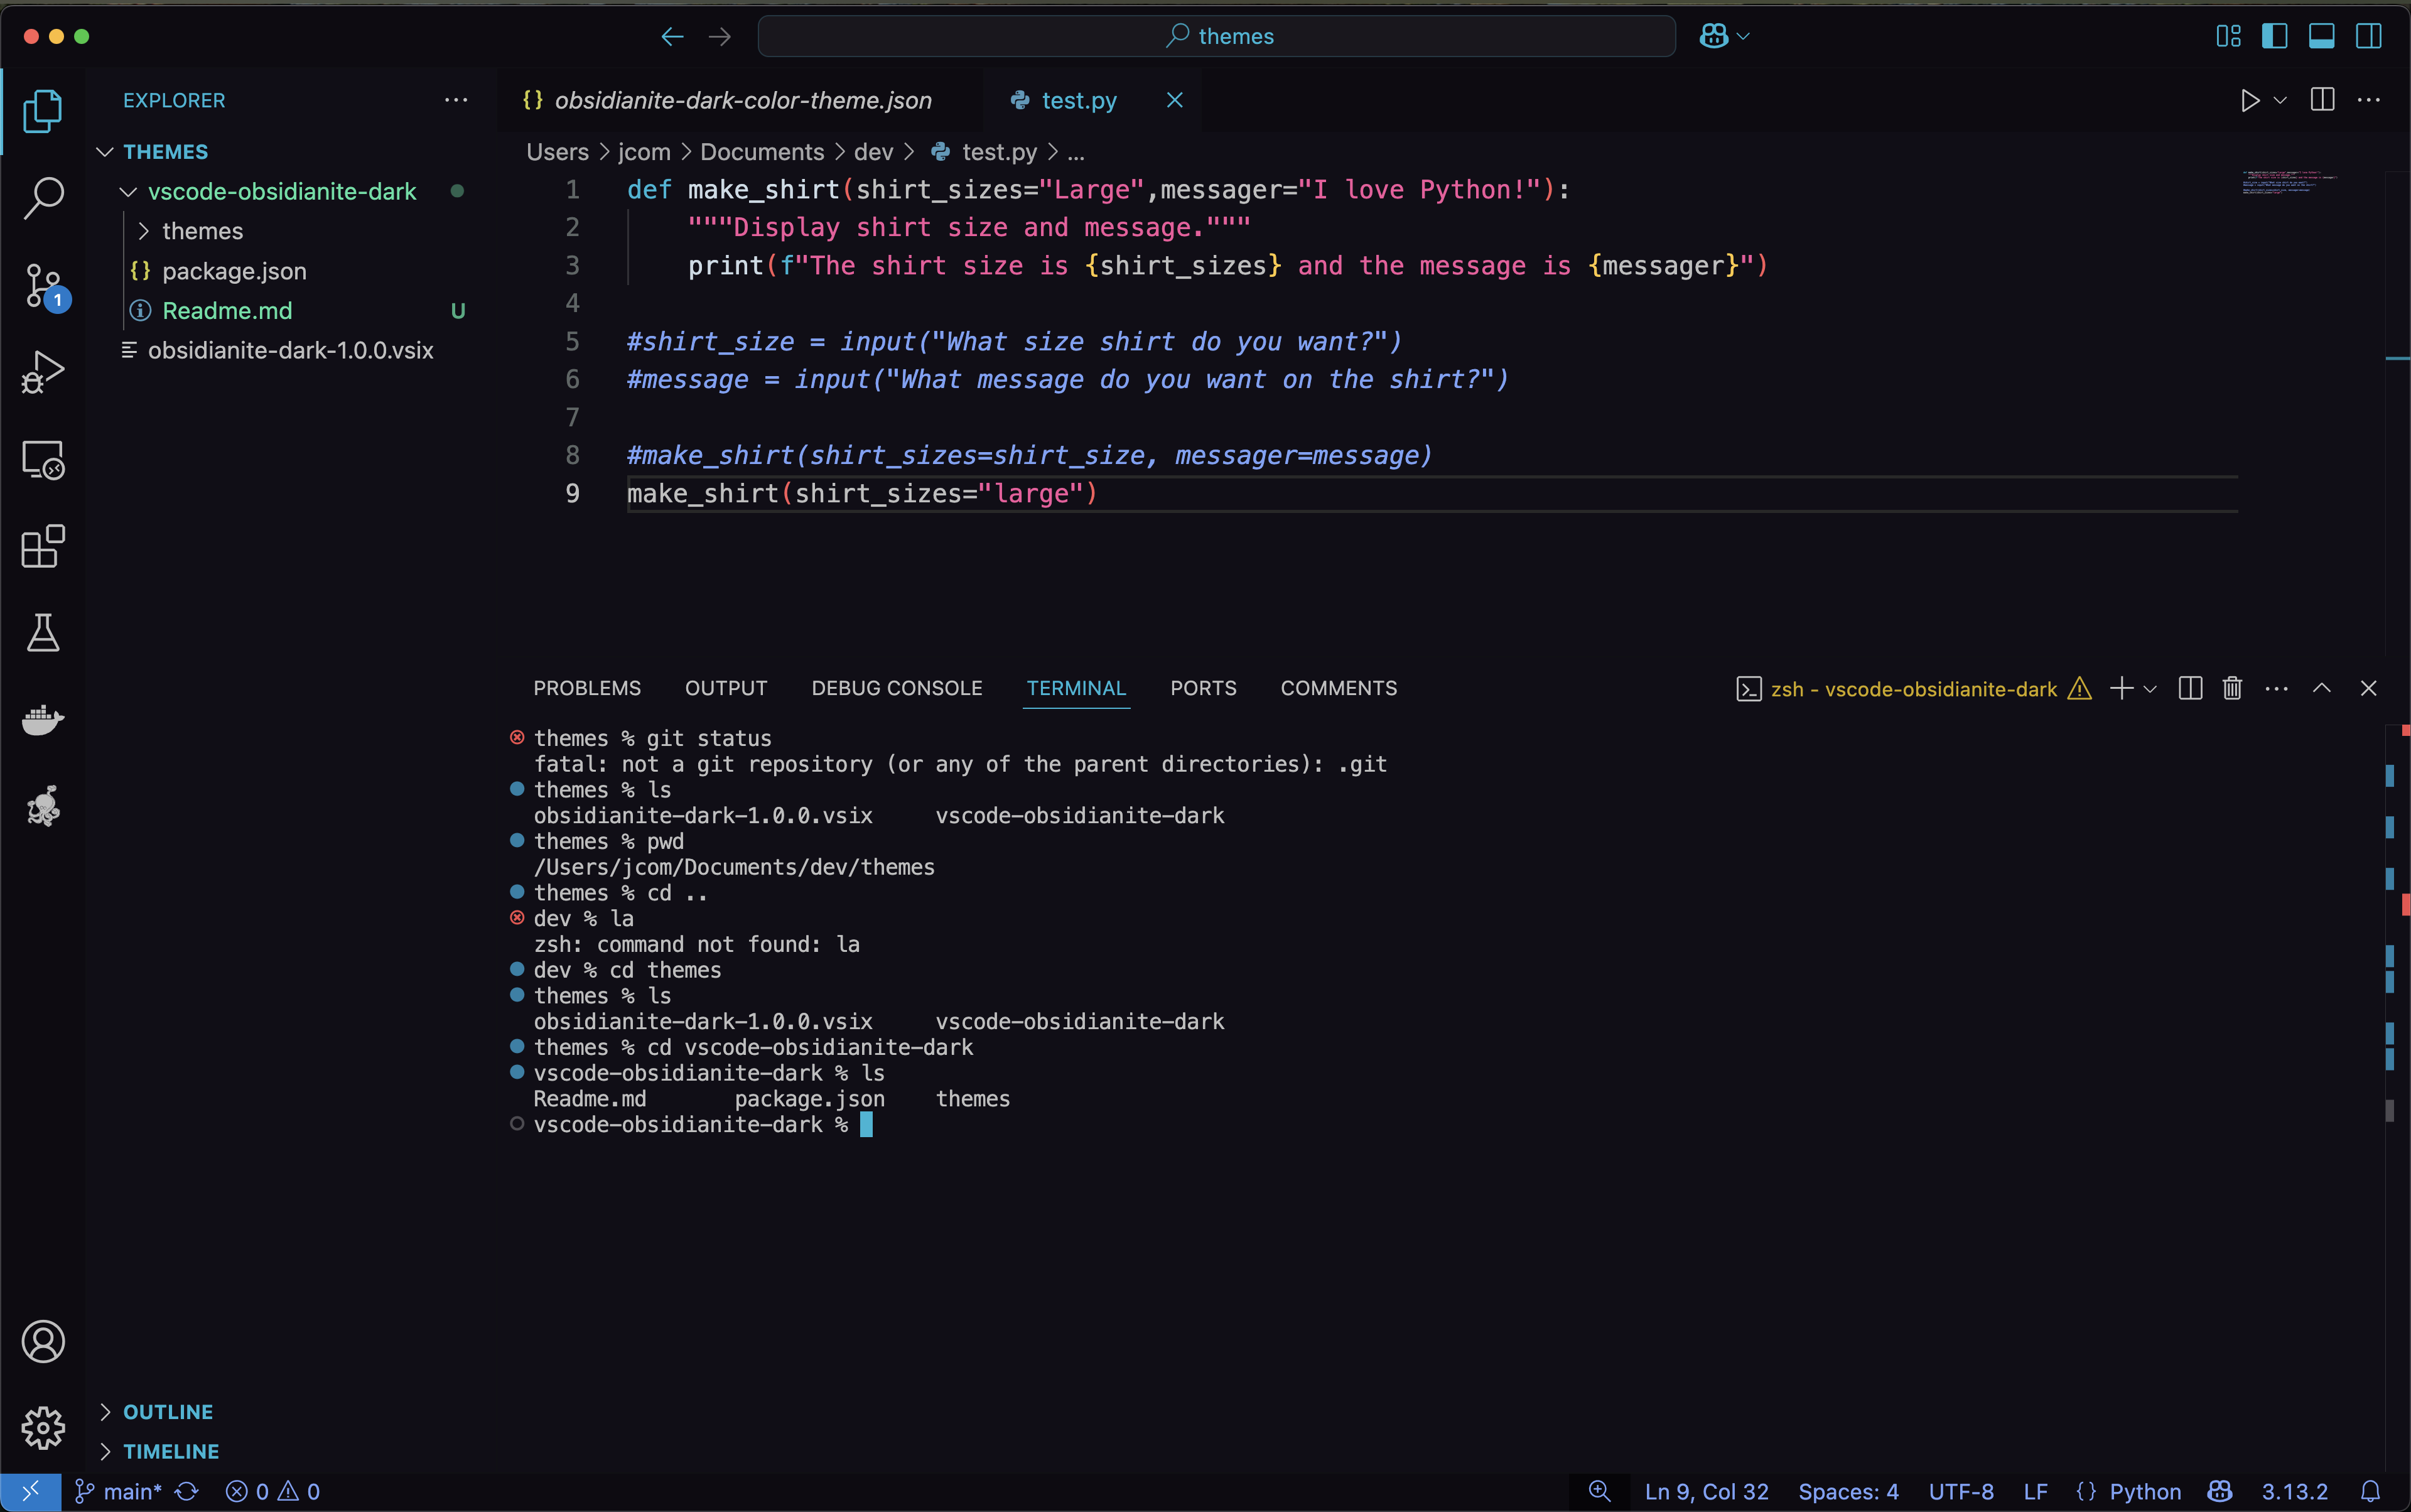 themes
EXPLORER
THEMES
vscode-obsidianite-dark
themes
package.json
Readme.md U
obsidianite-dark-1.0.0.vsix
1
OUTLINE
TIMELINE
{} obsidianite-dark-color-theme.json test.py
Users > jcom > Documents > dev > test.py > ...
1 def make_shirt(shirt_sizes="Large",messager="I love Python!"):
2 """Display shirt size and message."""
3 print(f"The shirt size is {shirt_sizes} and the message is {messager}")
4
5 #shirt_size = input("What size shirt do you want?")
6 #message = input("What message do you want on the shirt?")
7
8 #make_shirt(shirt_sizes=shirt_size, messager=message)
9 make_shirt(shirt_sizes="large")
PROBLEMS OUTPUT DEBUG CONSOLE TERMINAL PORTS COMMENTS zsh - vscode-obsidianite-dark
themes % git status
fatal: not a git repository (or any of the parent directories): .git
themes % ls
obsidianite-dark-1.0.0.vsix vscode-obsidianite-dark
themes % pwd
/Users/jcom/Documents/dev/themes
themes % cd ..
dev % la
zsh: command not found: la
dev % cd themes
themes % ls
obsidianite-dark-1.0.0.vsix vscode-obsidianite-dark
themes % cd vscode-obsidianite-dark
vscode-obsidianite-dark % ls
Readme.md package.json themes
vscode-obsidianite-dark %
main* 0 0 Ln 9, Col 32 Spaces: 4 UTF-8 LF {} Python 3.13.2